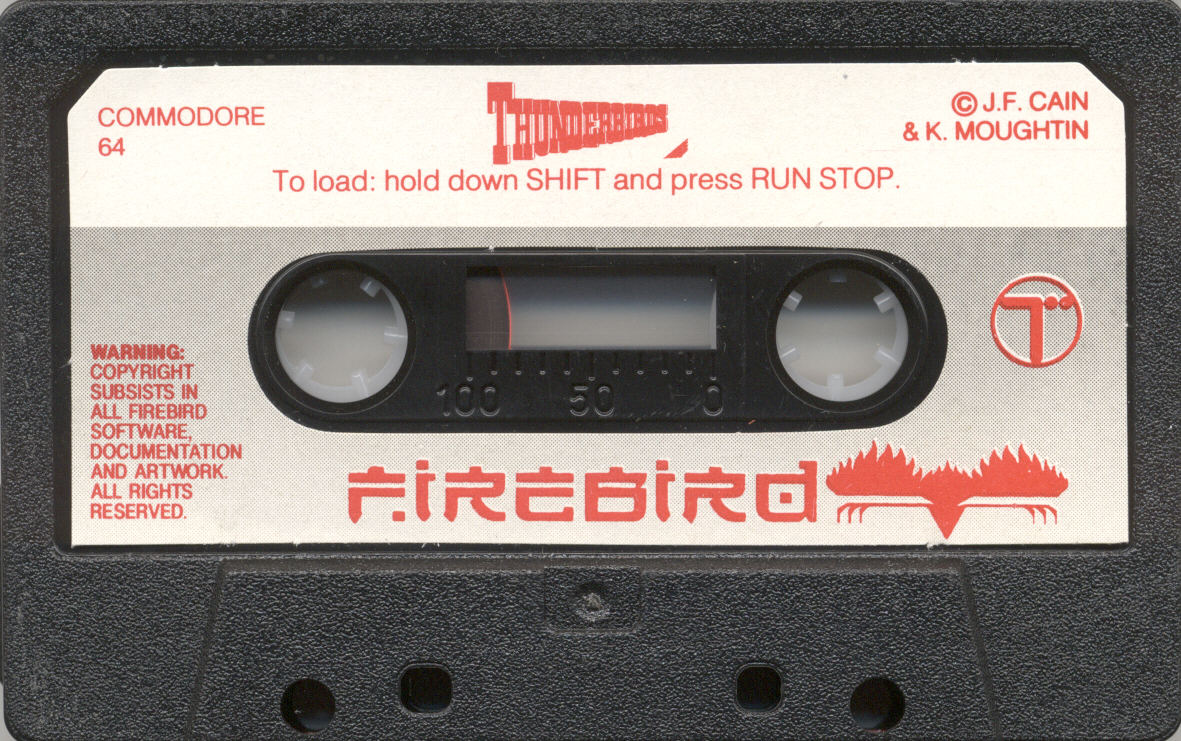 COMMODORE
64
THUNDERBIRDS
© J.F. CAIN
& K. MOUGHTIN
To load: hold down SHIFT and press RUN STOP.
100 50 0
WARNING:
COPYRIGHT
SUBSISTS IN
ALL FIREBIRD
SOFTWARE,
DOCUMENTATION
AND ARTWORK.
ALL RIGHTS
RESERVED.
FIREBIRD